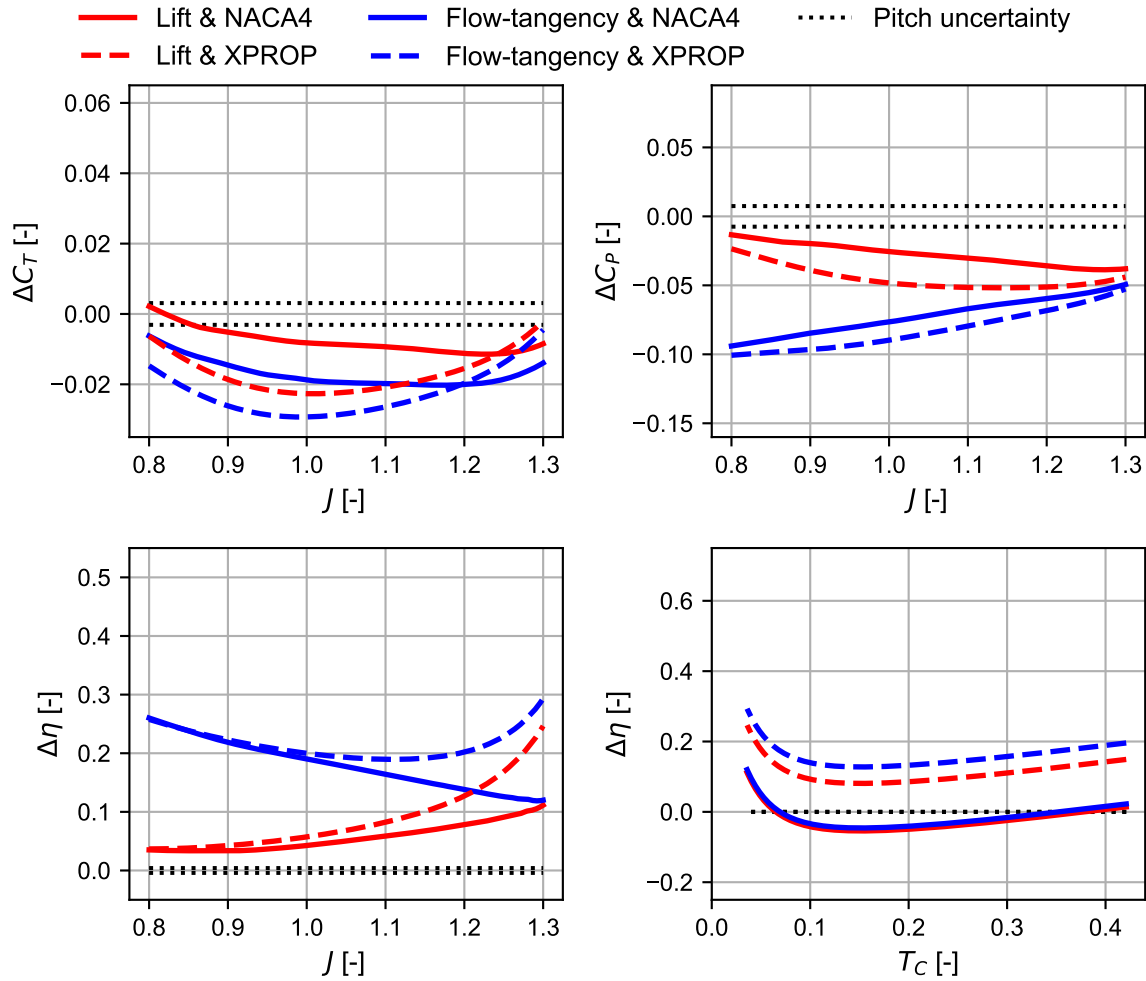 Lift & NACA4 Flow-tangency & NACA4 Pitch uncertainty
Lift & XPROP Flow-tangency & XPROP
0.06
0.04
0.02
0.00
−0.02
ΔC_T [-]
0.8 0.9 1.0 1.1 1.2 1.3
J [-]
0.05
0.00
−0.05
−0.10
−0.15
ΔC_P [-]
0.8 0.9 1.0 1.1 1.2 1.3
J [-]
0.5
0.4
0.3
0.2
0.1
0.0
Δη [-]
0.8 0.9 1.0 1.1 1.2 1.3
J [-]
0.6
0.4
0.2
0.0
−0.2
Δη [-]
0.0 0.1 0.2 0.3 0.4
T_C [-]